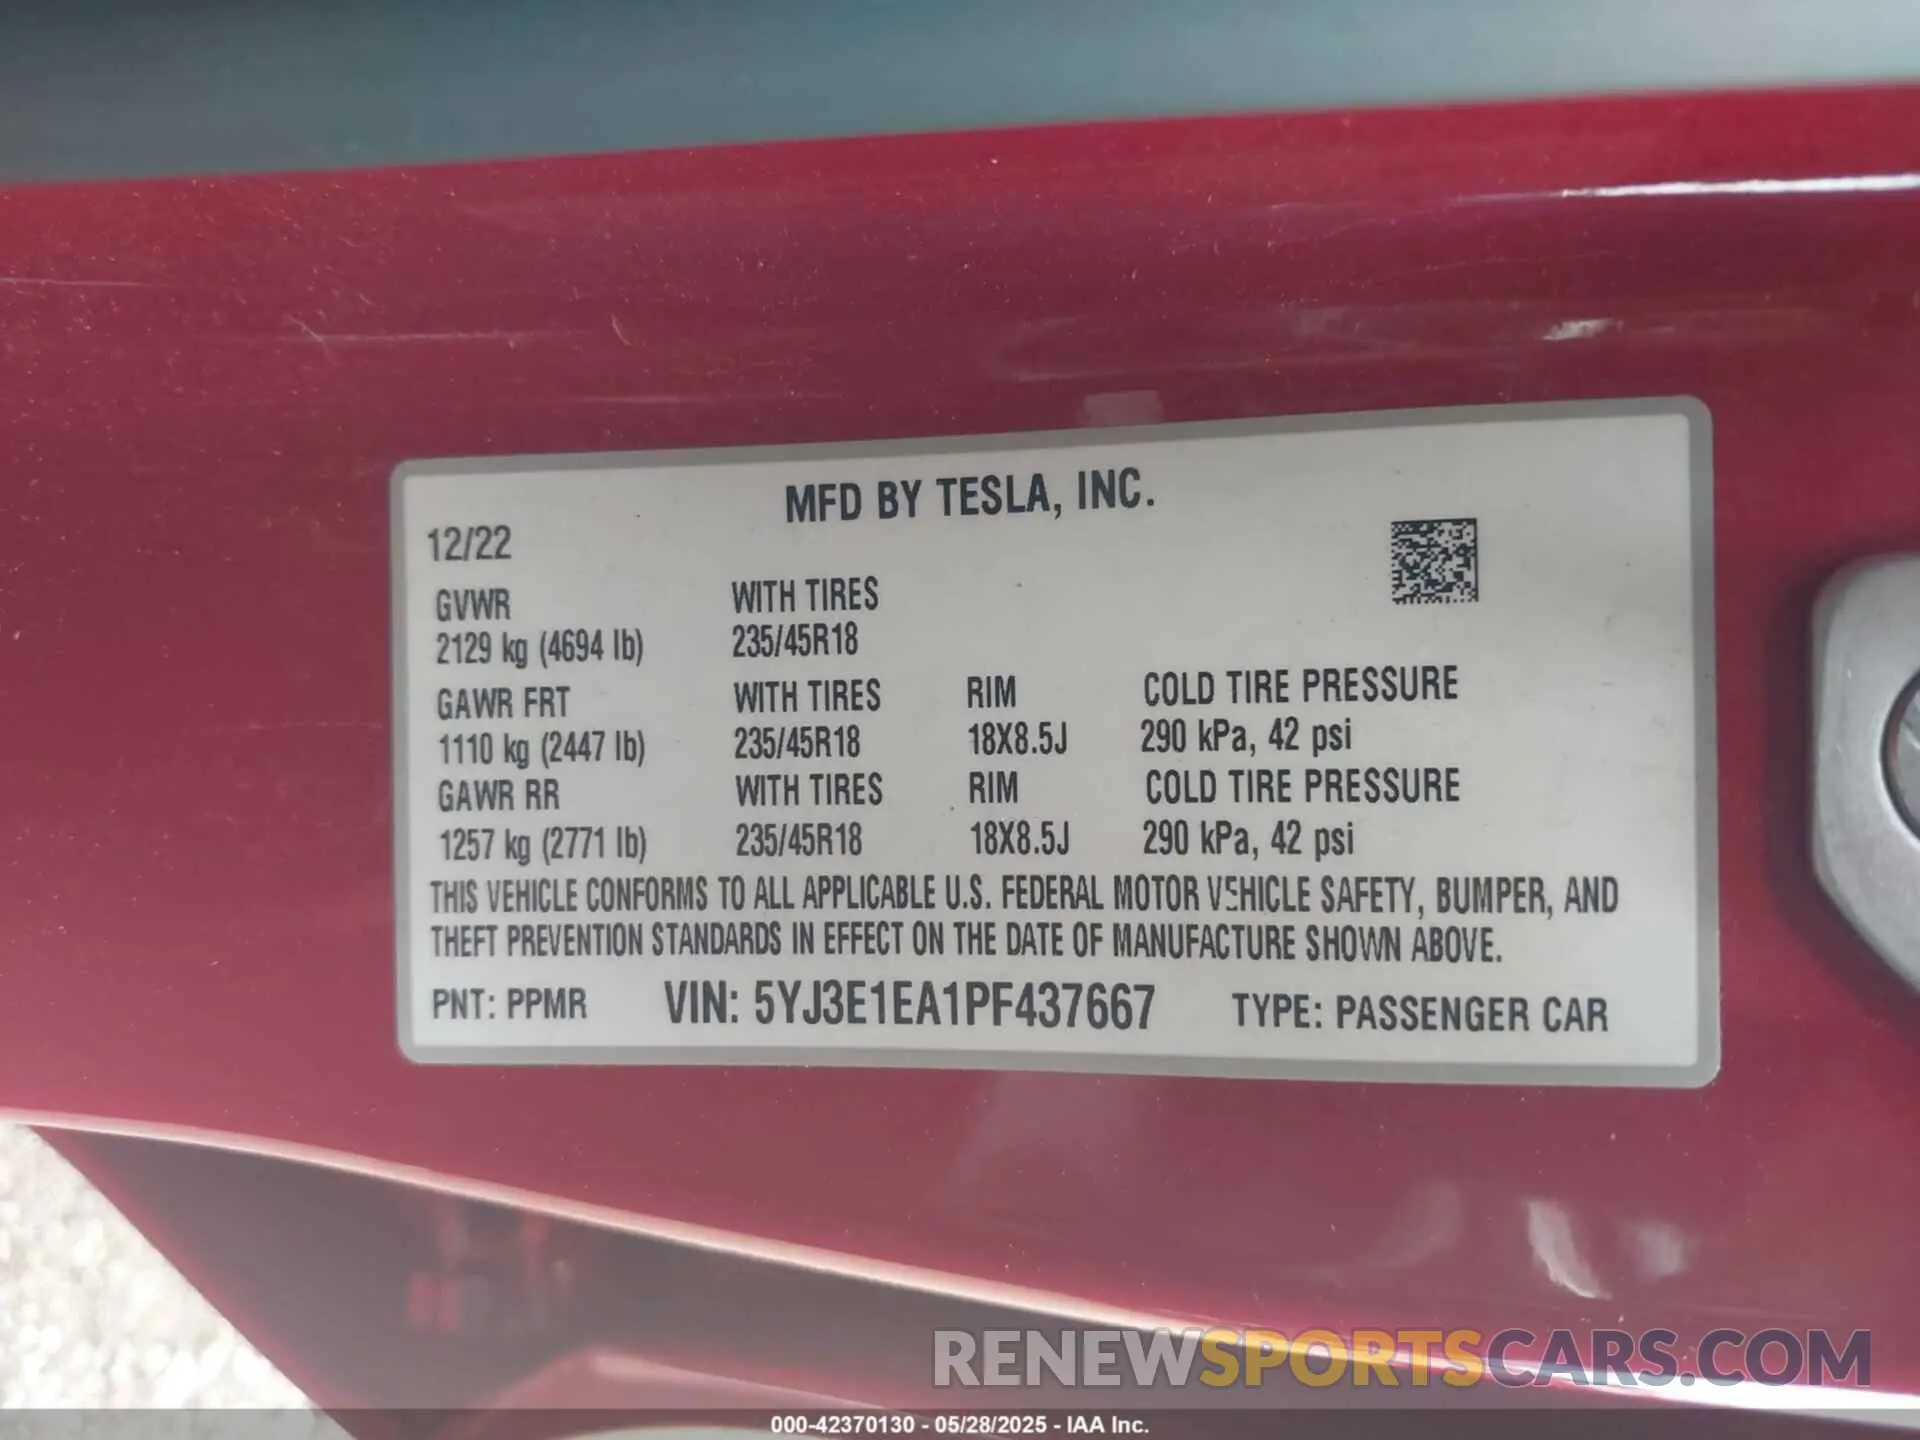 MFD BY TESLA, INC.
12/22
GVWR WITH TIRES
2129 kg (4694 lb) 235/45R18
GAWR FRT WITH TIRES RIM COLD TIRE PRESSURE
1110 kg (2447 lb) 235/45R18 18X8.5J 290 kPa, 42 psi
GAWR RR WITH TIRES RIM COLD TIRE PRESSURE
1257 kg (2771 lb) 235/45R18 18X8.5J 290 kPa, 42 psi
THIS VEHICLE CONFORMS TO ALL APPLICABLE U.S. FEDERAL MOTOR VEHICLE SAFETY, BUMPER, AND
THEFT PREVENTION STANDARDS IN EFFECT ON THE DATE OF MANUFACTURE SHOWN ABOVE.
PNT: PPMR VIN: 5YJ3E1EA1PF437667 TYPE: PASSENGER CAR
RENEWSPORTSCARS.COM
000-42370130 - 05/28/2025 - IAA Inc.